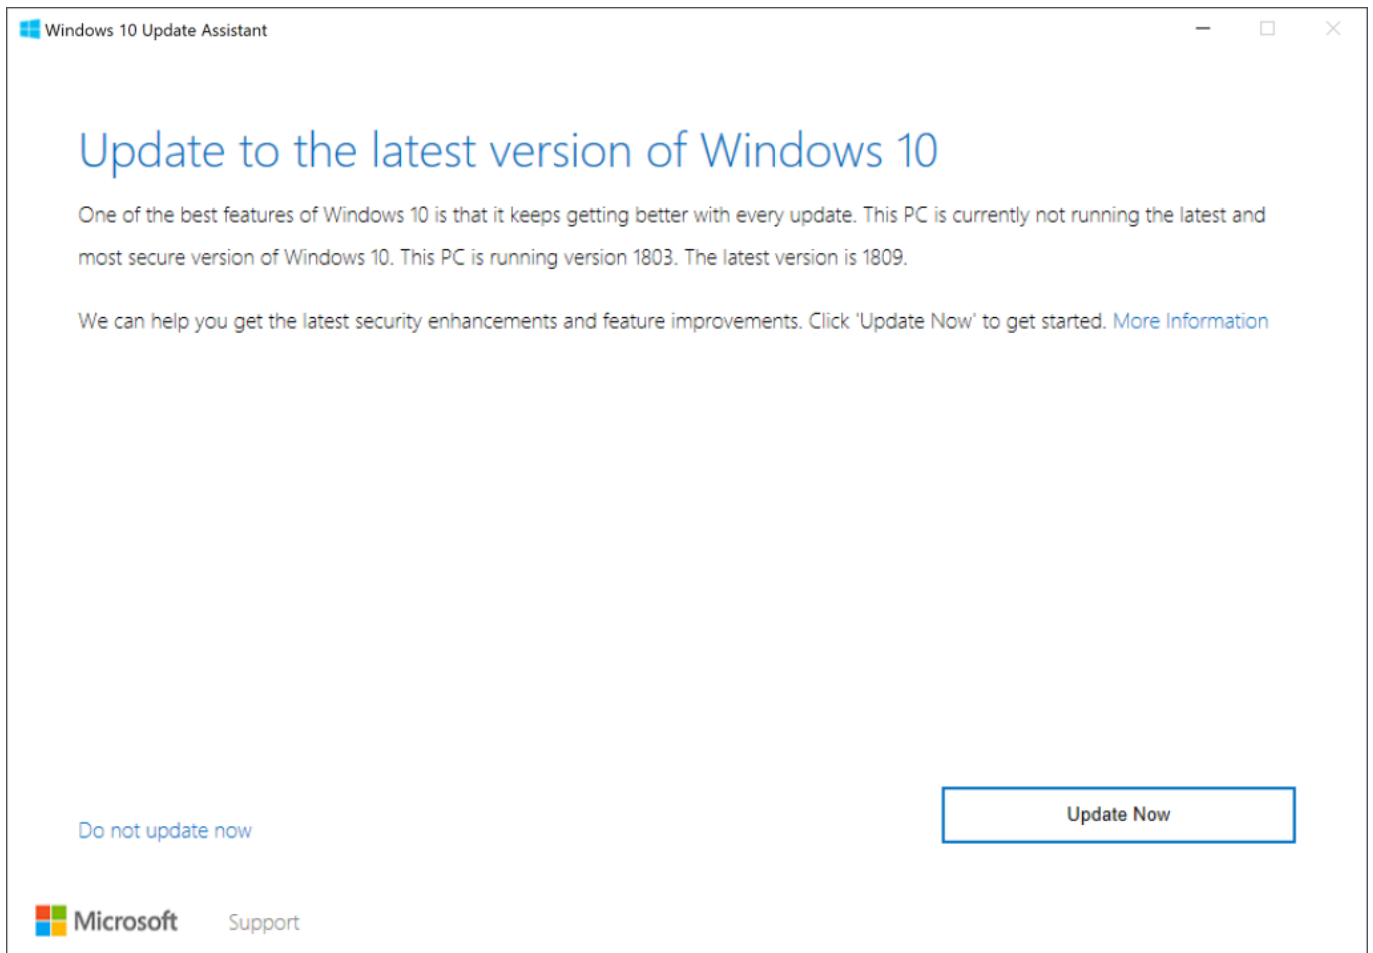 Windows 10 Update Assistant
Update to the latest version of Windows 10
One of the best features of Windows 10 is that it keeps getting better with every update. This PC is currently not running the latest and
most secure version of Windows 10. This PC is running version 1803. The latest version is 1809.
We can help you get the latest security enhancements and feature improvements. Click 'Update Now' to get started. More Information
Do not update now
Update Now
Microsoft
Support